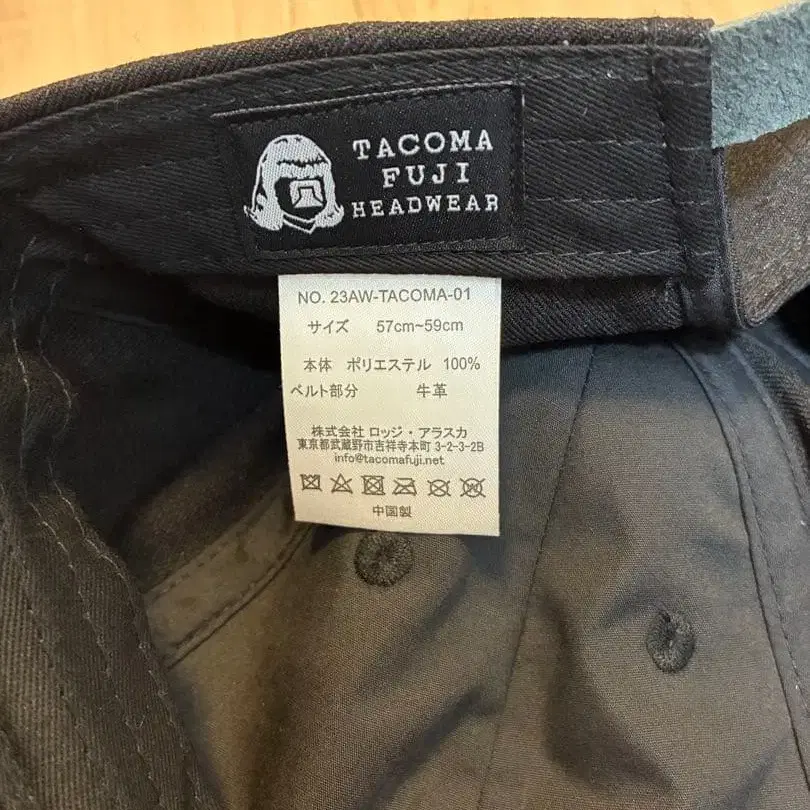 TACOMA
FUJI
HEADWEAR
NO. 23AW-TACOMA-01
サイズ 57cm~59cm
本体 ポリエステル 100%
ベルト部分 牛革
株式会社 ロッジ・アラスカ
東京都武蔵野市吉祥寺本町 3-2-3-2B
info@tacomafuji.net
中国製